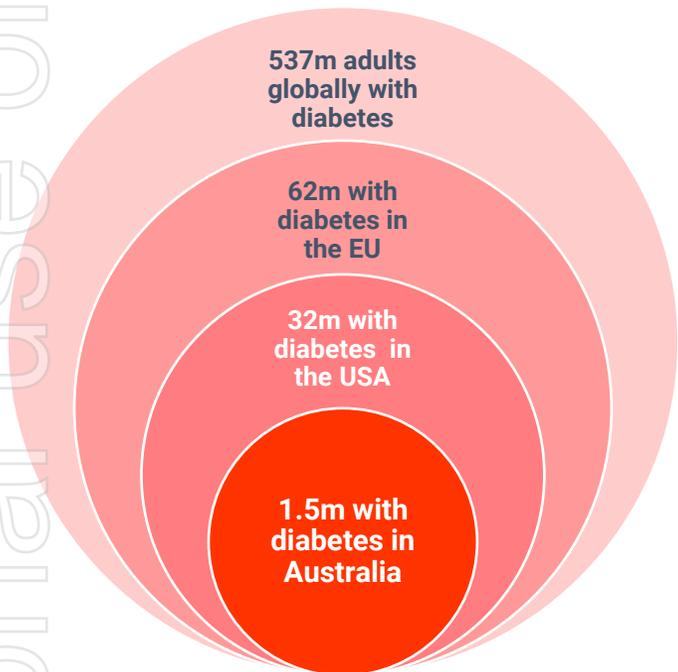 537m adults
globally with
diabetes
62m with
diabetes in
the EU
32m with
diabetes  in
the USA
1.5m with
diabetes in
Australia
use